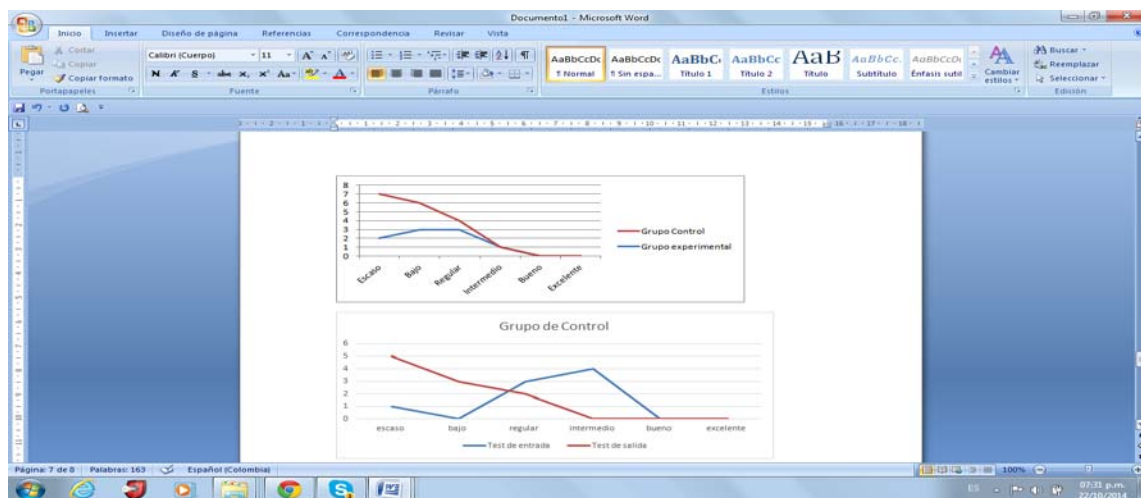 Documento1 - Microsoft Word
Inicio Insertar Diseño de página Referencias Correspondencia Revisar Vista
Pegar
Cortar
Copiar
Copiar formato
Portapapeles
Calibri (Cuerpo) 11
N K S abe x, x² Aa A
Fuente
Párrafo
AaBbCcDc AaBbCcDc AaBbC AaBbCc AaB AaBbCc. AaBbCcDc
¶ Normal ¶ Sin espa... Título 1 Título 2 Título Subtítulo Énfasis sutil
Cambiar estilos
Estilos
Buscar
Reemplazar
Seleccionar
Edición
8
7
6
5
4
3
2
1
0
Escaso Bajo Regular Intermedio Bueno Excelente
Grupo Control
Grupo experimental
Grupo de Control
6
5
4
3
2
1
0
escaso bajo regular intermedio bueno excelente
Test de entrada Test de salida
Página: 7 de 8 Palabras: 163 Español (Colombia) 100%
ES 07:31 p.m.
22/10/2014